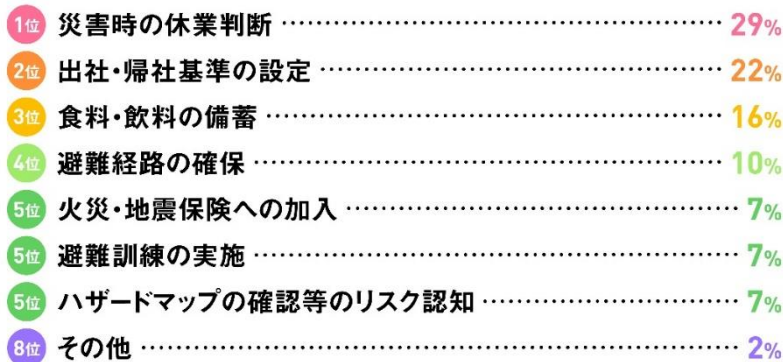 1位 災害時の休業判断 29%
2位 出社・帰社基準の設定 22%
3位 食料・飲料の備蓄 16%
4位 避難経路の確保 10%
5位 火災・地震保険への加入 7%
5位 避難訓練の実施 7%
5位 ハザードマップの確認等のリスク認知 7%
8位 その他 2%